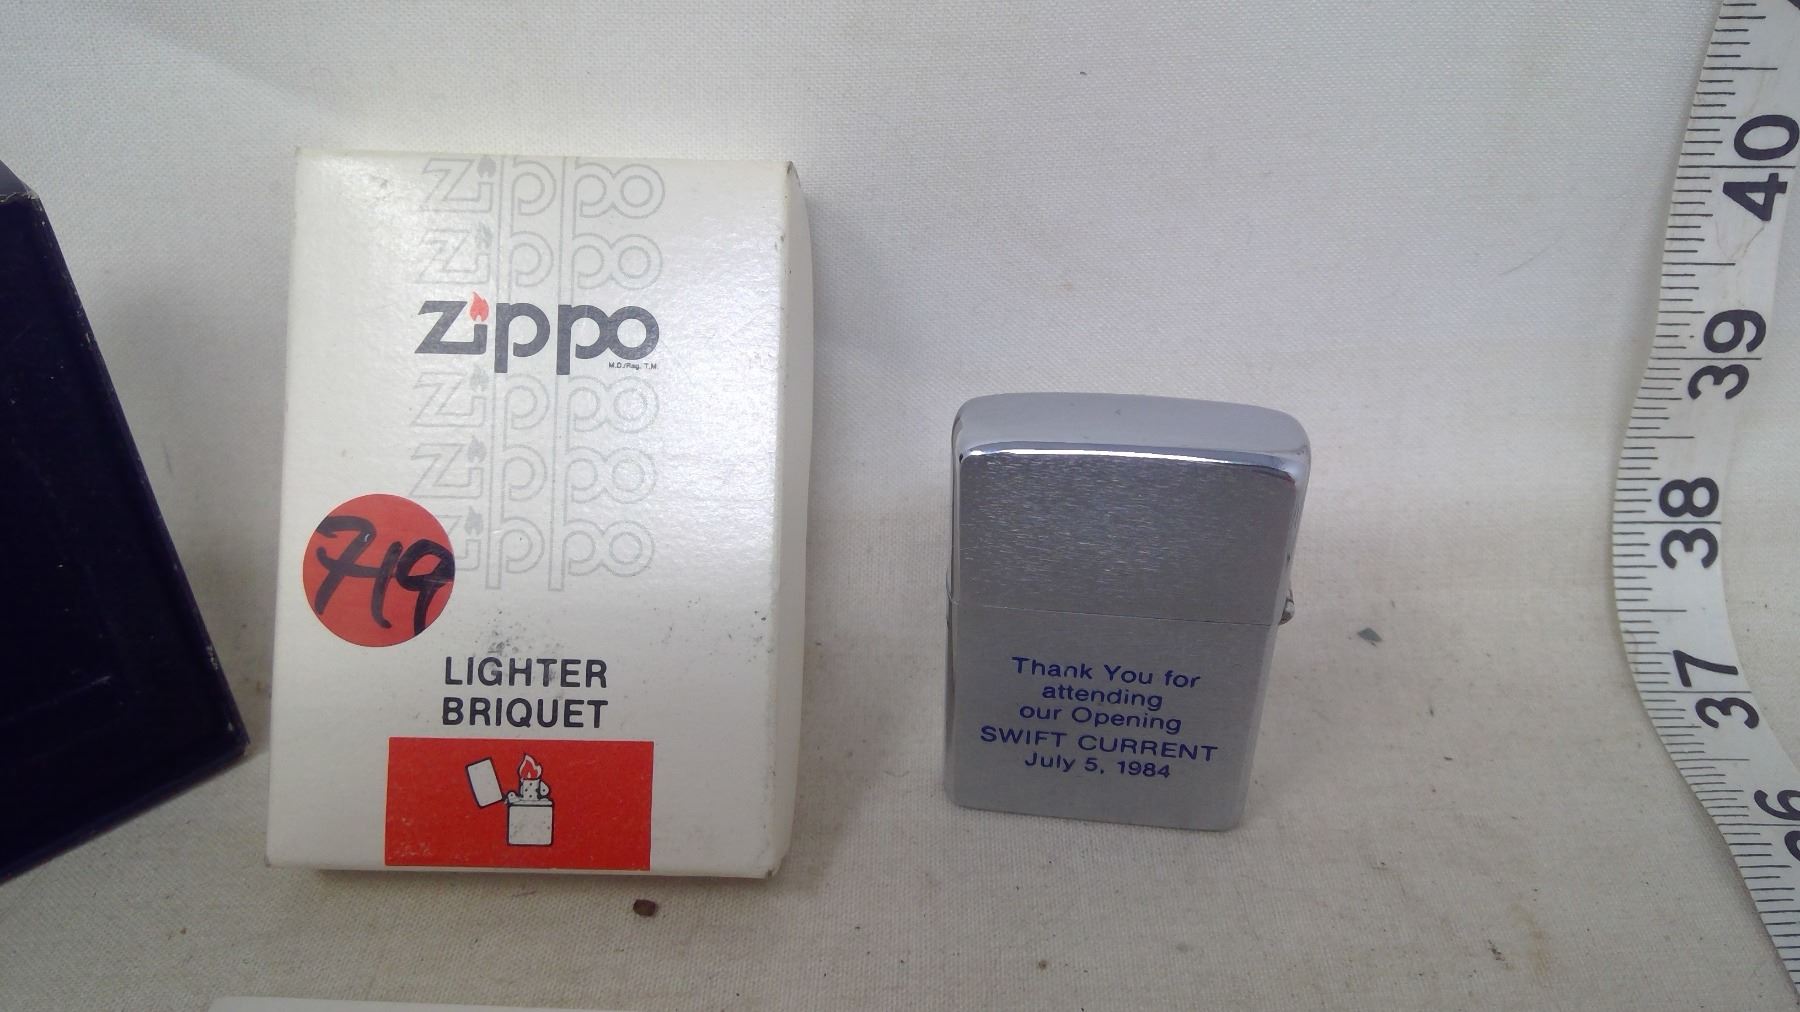 zippo
zippo
zippo
M.D./Reg. T.M.
zippo
zippo
zippo
719
LIGHTER
BRIQUET
Thank You for
attending
our Opening
SWIFT CURRENT
July 5, 1984
40
39
38
37
36